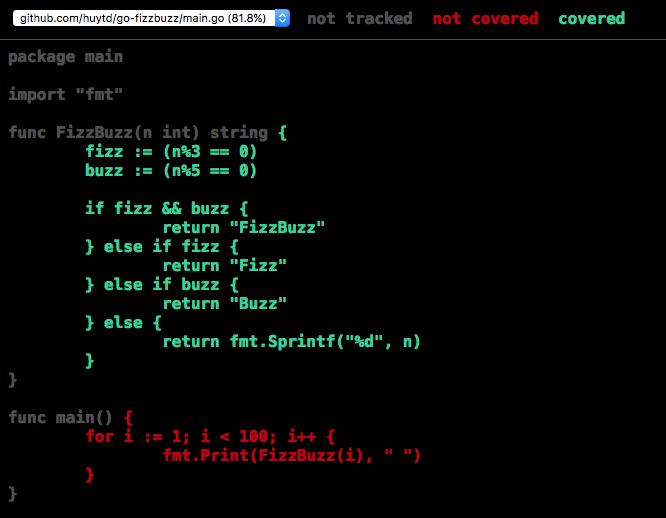 github.com/huytd/go-fizzbuzz/main.go (81.8%) not tracked not covered covered
package main
import "fmt"
func FizzBuzz(n int) string {
fizz := (n%3 == 0)
buzz := (n%5 == 0)
if fizz && buzz {
return "FizzBuzz"
} else if fizz {
return "Fizz"
} else if buzz {
return "Buzz"
} else {
return fmt.Sprintf("%d", n)
}
}
func main() {
for i := 1; i < 100; i++ {
fmt.Print(FizzBuzz(i), " ")
}
}